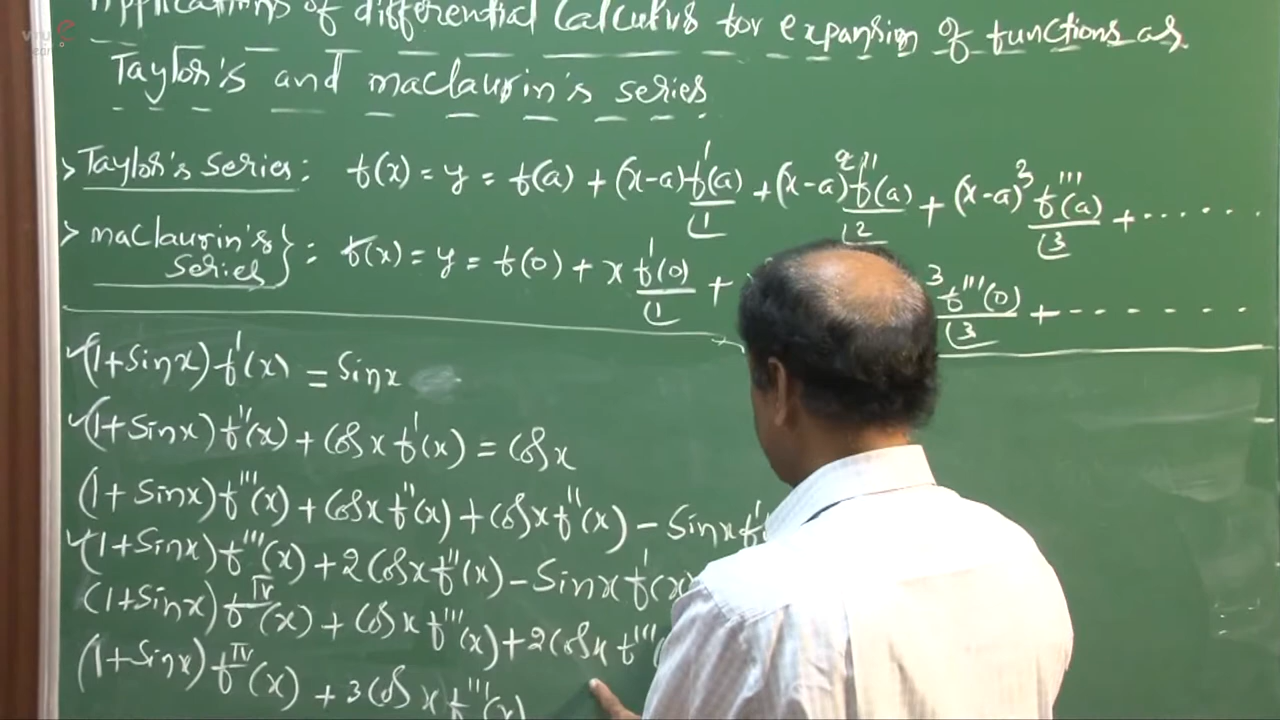 Applications of differential Calculus for expansion of functions as
Taylor's and maclaurin's series
> Taylor's Series : f(x) = y = f(a) + (x-a) f'(a)/⌊1 + (x-a)² f''(a)/⌊2 + (x-a)³ f'''(a)/⌊3 + ......
> maclaurin's Series } : f(x) = y = f(0) + x f'(0)/⌊1 + ³ f'''(0)/⌊3 + .......
(1+Sinx) f'(x) = Sinx
(1+Sinx) f''(x) + Cosx f'(x) = Cosx
(1+Sinx) f'''(x) + Cosx f''(x) + Cosx f''(x) - Sinx f'
(1+Sinx) f'''(x) + 2Cosx f''(x) - Sinx f'(x)
(1+Sinx) f^IV(x) + Cosx f'''(x) + 2Cosx f'''(
(1+Sinx) f^IV(x) + 3Cosx f'''(x)